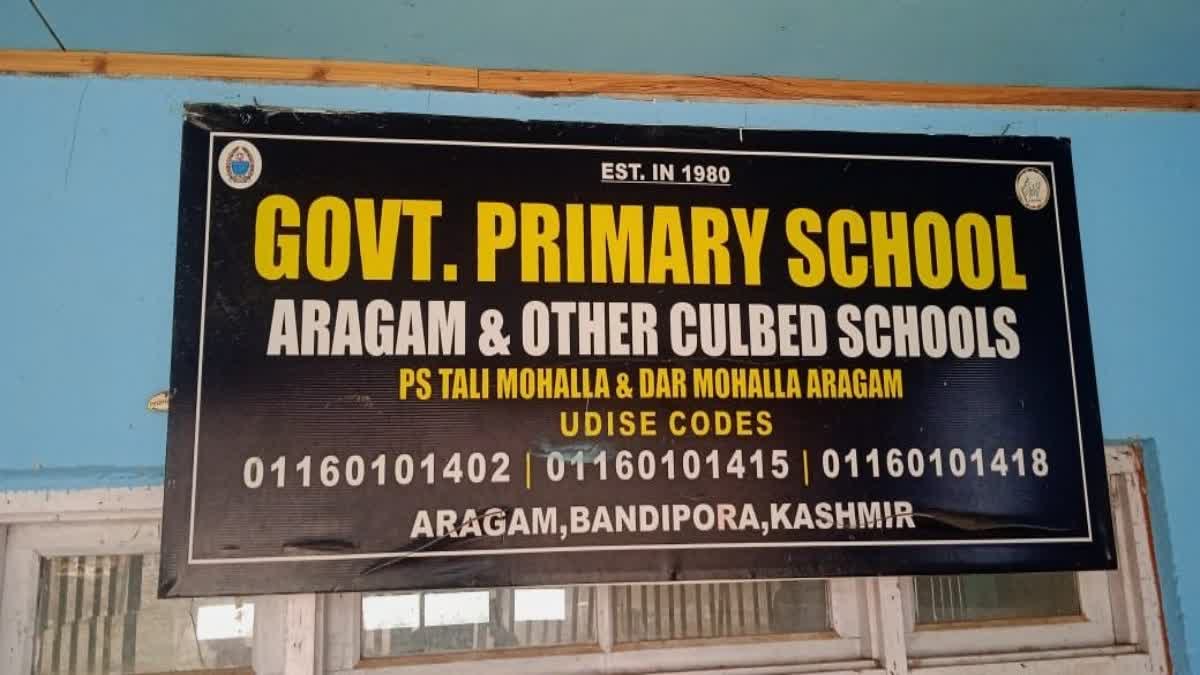 EST. IN 1980
GOVT. PRIMARY SCHOOL
ARAGAM & OTHER CULBED SCHOOLS
PS TALI MOHALLA & DAR MOHALLA ARAGAM
UDISE CODES
01160101402 | 01160101415 | 01160101418
ARAGAM,BANDIPORA,KASHMIR